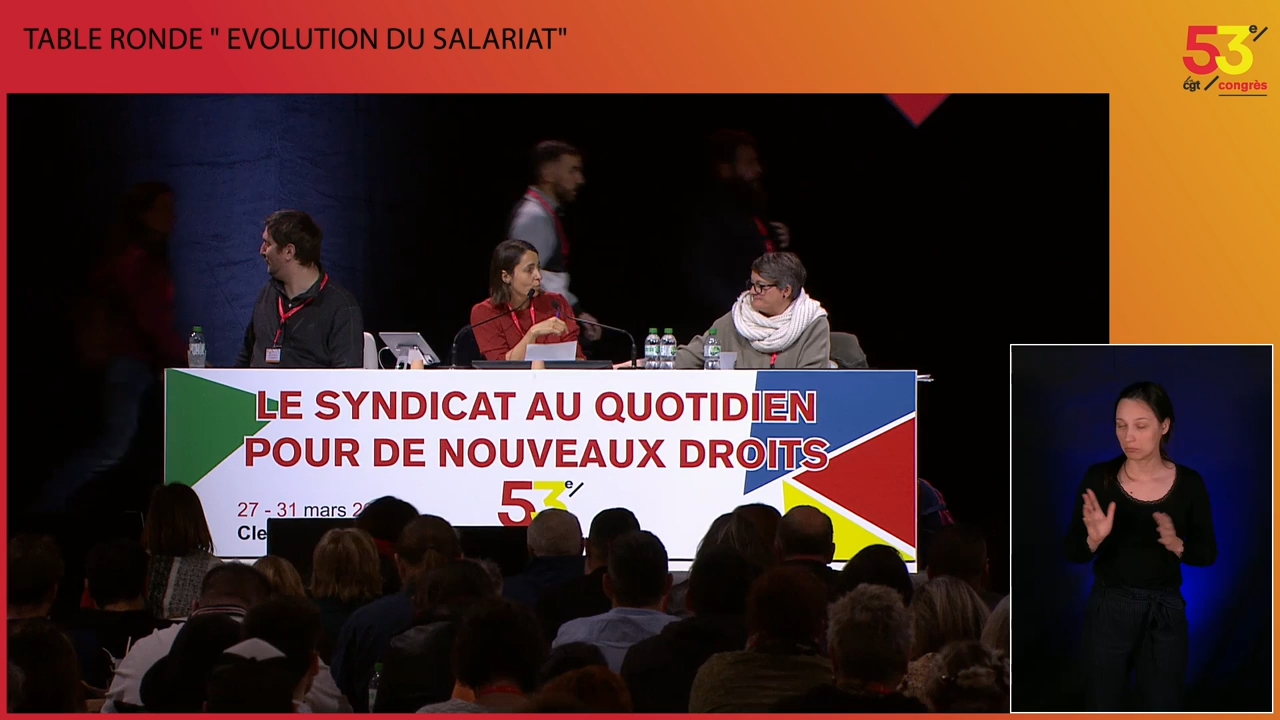 TABLE RONDE " EVOLUTION DU SALARIAT"
53e/
la cgt / congrès
LE SYNDICAT AU QUOTIDIEN
POUR DE NOUVEAUX DROITS
53e/
27 - 31 mars